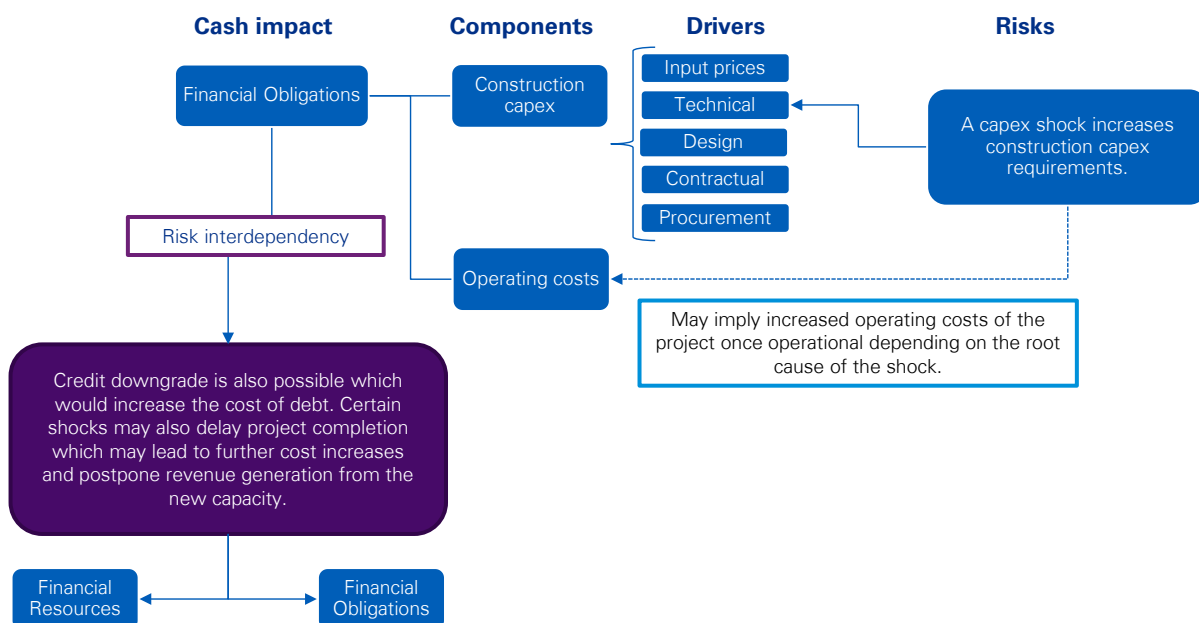 Cash impact
Components
Drivers
Risks
Financial Obligations
Construction
capex
Input prices
Technical
Design
Contractual
Procurement
A capex shock increases
construction capex
requirements.
Risk interdependency
Operating costs
May imply increased operating costs of the
project once operational depending on the root
cause of the shock.
Credit downgrade is also possible which
would increase the cost of debt. Certain
shocks may also delay project completion
which may lead to further cost increases
and postpone revenue generation from the
new capacity.
Financial
Resources
Financial
Obligations